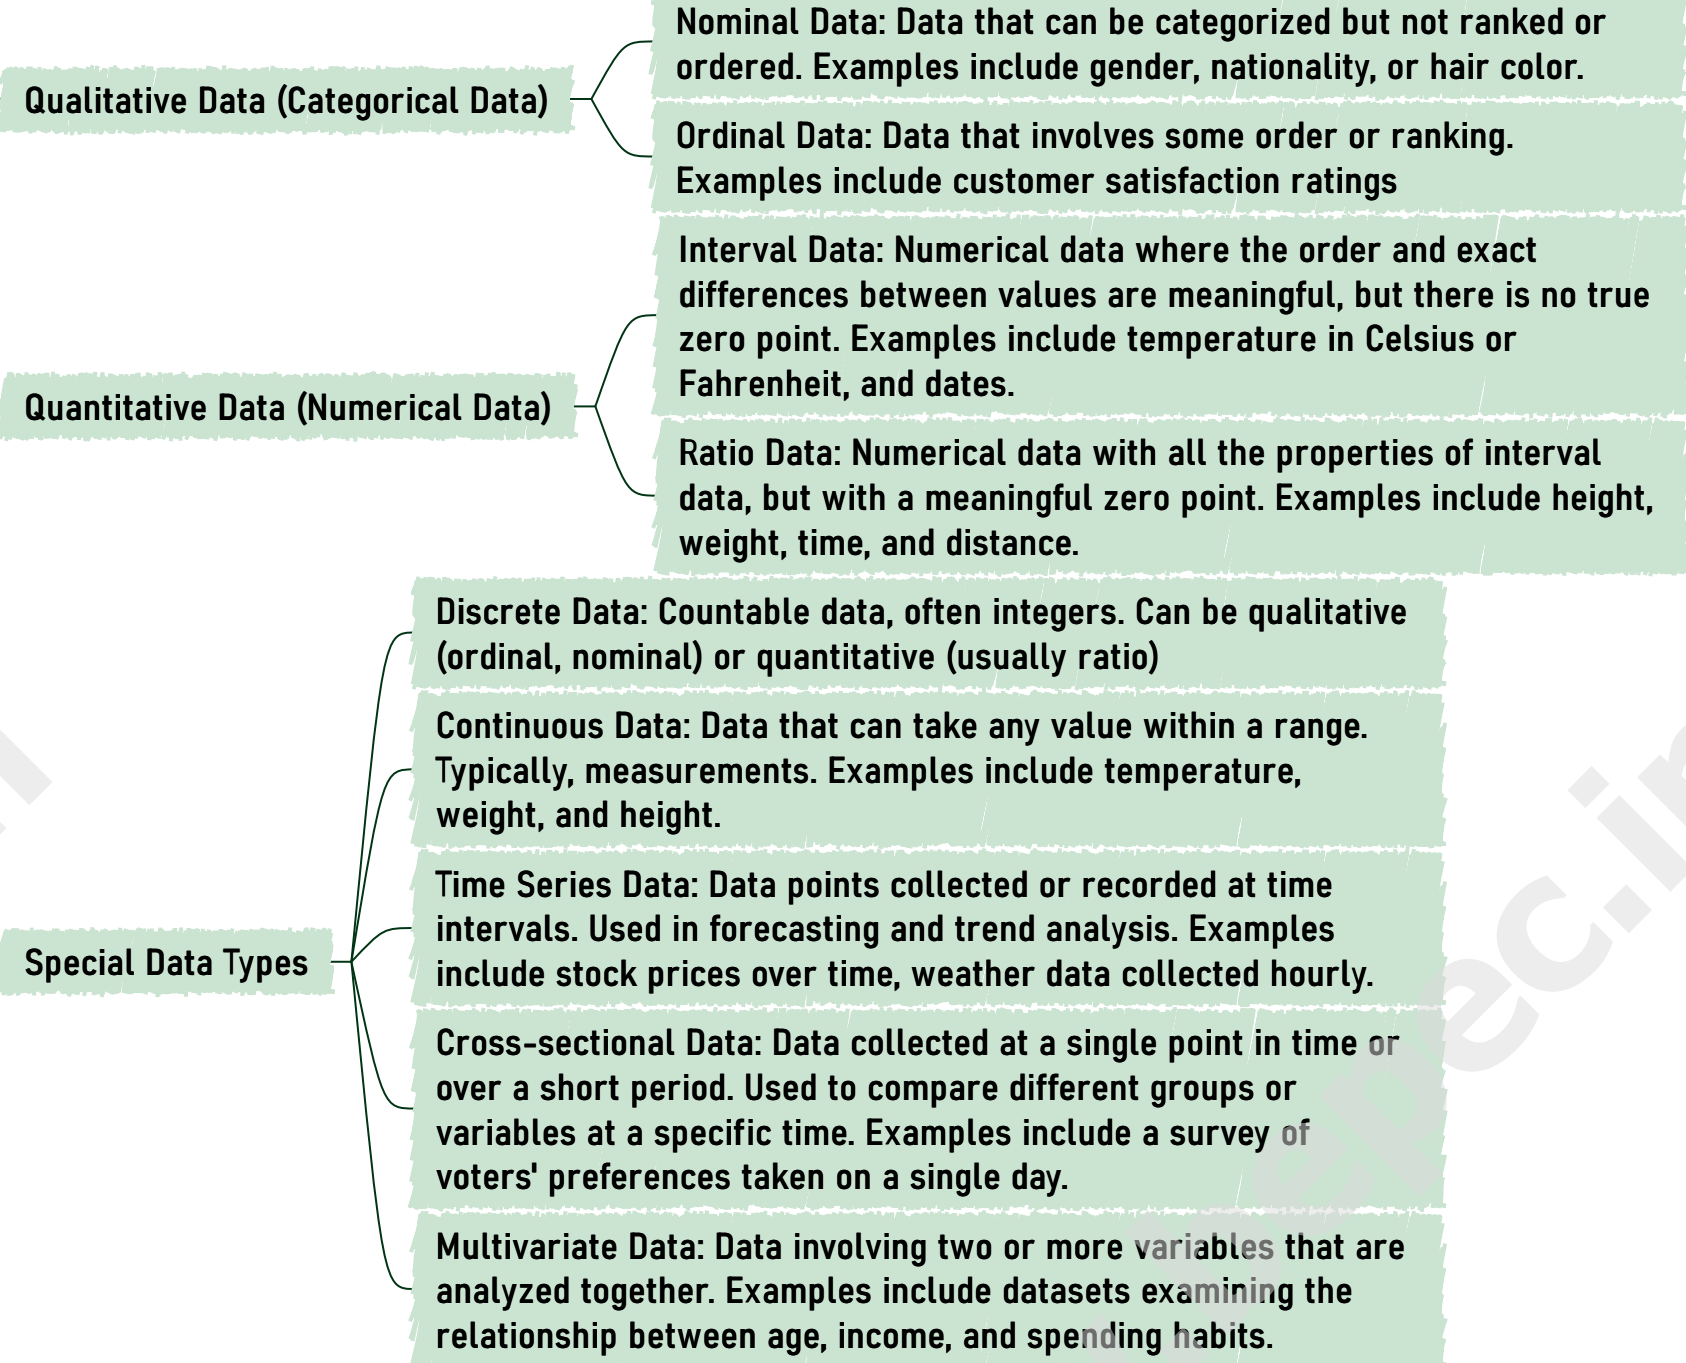 Nominal Data: Data that can be categorized but not ranked or
ordered. Examples include gender, nationality, or hair color.
Qualitative Data (Categorical Data)
Ordinal Data: Data that involves some order or ranking.
Examples include customer satisfaction ratings
Interval Data: Numerical data where the order and exact
differences between values are meaningful, but there is no true
zero point. Examples include temperature in Celsius or
Fahrenheit, and dates.
Quantitative Data (Numerical Data)
Ratio Data: Numerical data with all the properties of interval
data, but with a meaningful zero point. Examples include height,
weight, time, and distance.
Discrete Data: Countable data, often integers. Can be qualitative
(ordinal, nominal) or quantitative (usually ratio)
Continuous Data: Data that can take any value within a range.
Typically, measurements. Examples include temperature,
weight, and height.
Time Series Data: Data points collected or recorded at time
intervals. Used in forecasting and trend analysis. Examples
include stock prices over time, weather data collected hourly.
Special Data Types
Cross-sectional Data: Data collected at a single point in time or
over a short period. Used to compare different groups or
variables at a specific time. Examples include a survey of
voters' preferences taken on a single day.
Multivariate Data: Data involving two or more variables that are
analyzed together. Examples include datasets examining the
relationship between age, income, and spending habits.